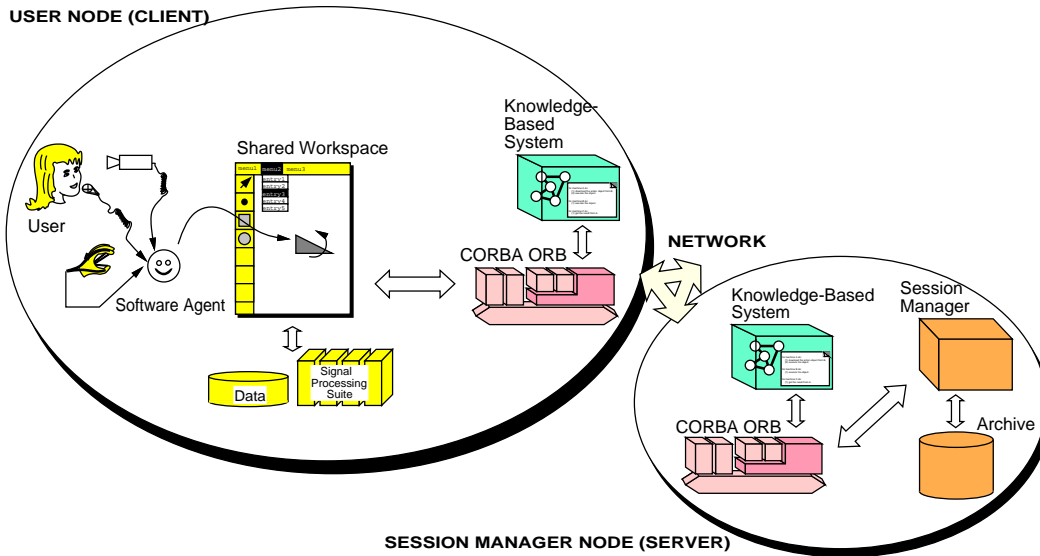 USER NODE (CLIENT)
Knowledge-
Based
System
Shared Workspace
menu1 menu2 menu3
entry1
entry2
entry3
entry4
entry5
User
Software Agent
CORBA ORB
NETWORK
Data
Signal
Processing
Suite
Knowledge-Based
System
Session
Manager
CORBA ORB
Archive
SESSION MANAGER NODE (SERVER)